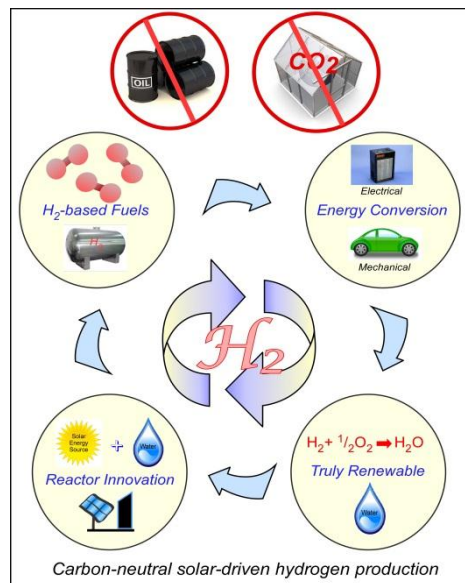 OIL
CO2
H2-based Fuels
H
Electrical
Energy Conversion
Mechanical
H2
Solar
Energy
Source
+
Water
Reactor Innovation
H2+ 1/2O2 ➡ H2O
Truly Renewable
Water
Carbon-neutral solar-driven hydrogen production